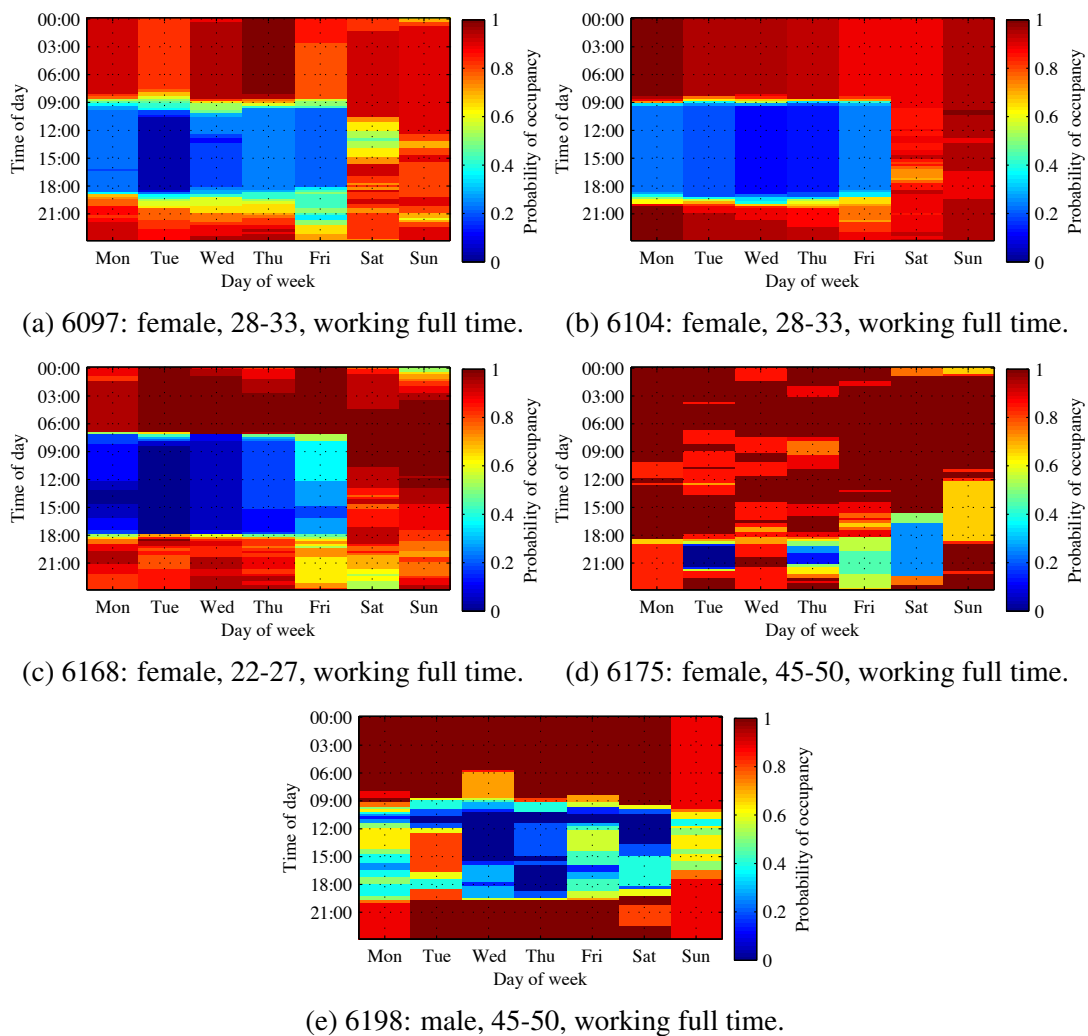 00:00
03:00
06:00
09:00
12:00
15:00
18:00
21:00
Time of day
Mon Tue Wed Thu Fri Sat Sun
Day of week
1
0.8
0.6
0.4
0.2
0
Probability of occupancy
(a) 6097: female, 28-33, working full time.
00:00
03:00
06:00
09:00
12:00
15:00
18:00
21:00
Time of day
Mon Tue Wed Thu Fri Sat Sun
Day of week
1
0.8
0.6
0.4
0.2
0
Probability of occupancy
(b) 6104: female, 28-33, working full time.
00:00
03:00
06:00
09:00
12:00
15:00
18:00
21:00
Time of day
Mon Tue Wed Thu Fri Sat Sun
Day of week
1
0.8
0.6
0.4
0.2
0
Probability of occupancy
(c) 6168: female, 22-27, working full time.
00:00
03:00
06:00
09:00
12:00
15:00
18:00
21:00
Time of day
Mon Tue Wed Thu Fri Sat Sun
Day of week
1
0.8
0.6
0.4
0.2
0
Probability of occupancy
(d) 6175: female, 45-50, working full time.
00:00
03:00
06:00
09:00
12:00
15:00
18:00
21:00
Time of day
Mon Tue Wed Thu Fri Sat Sun
Day of week
1
0.8
0.6
0.4
0.2
0
Probability of occupancy
(e) 6198: male, 45-50, working full time.